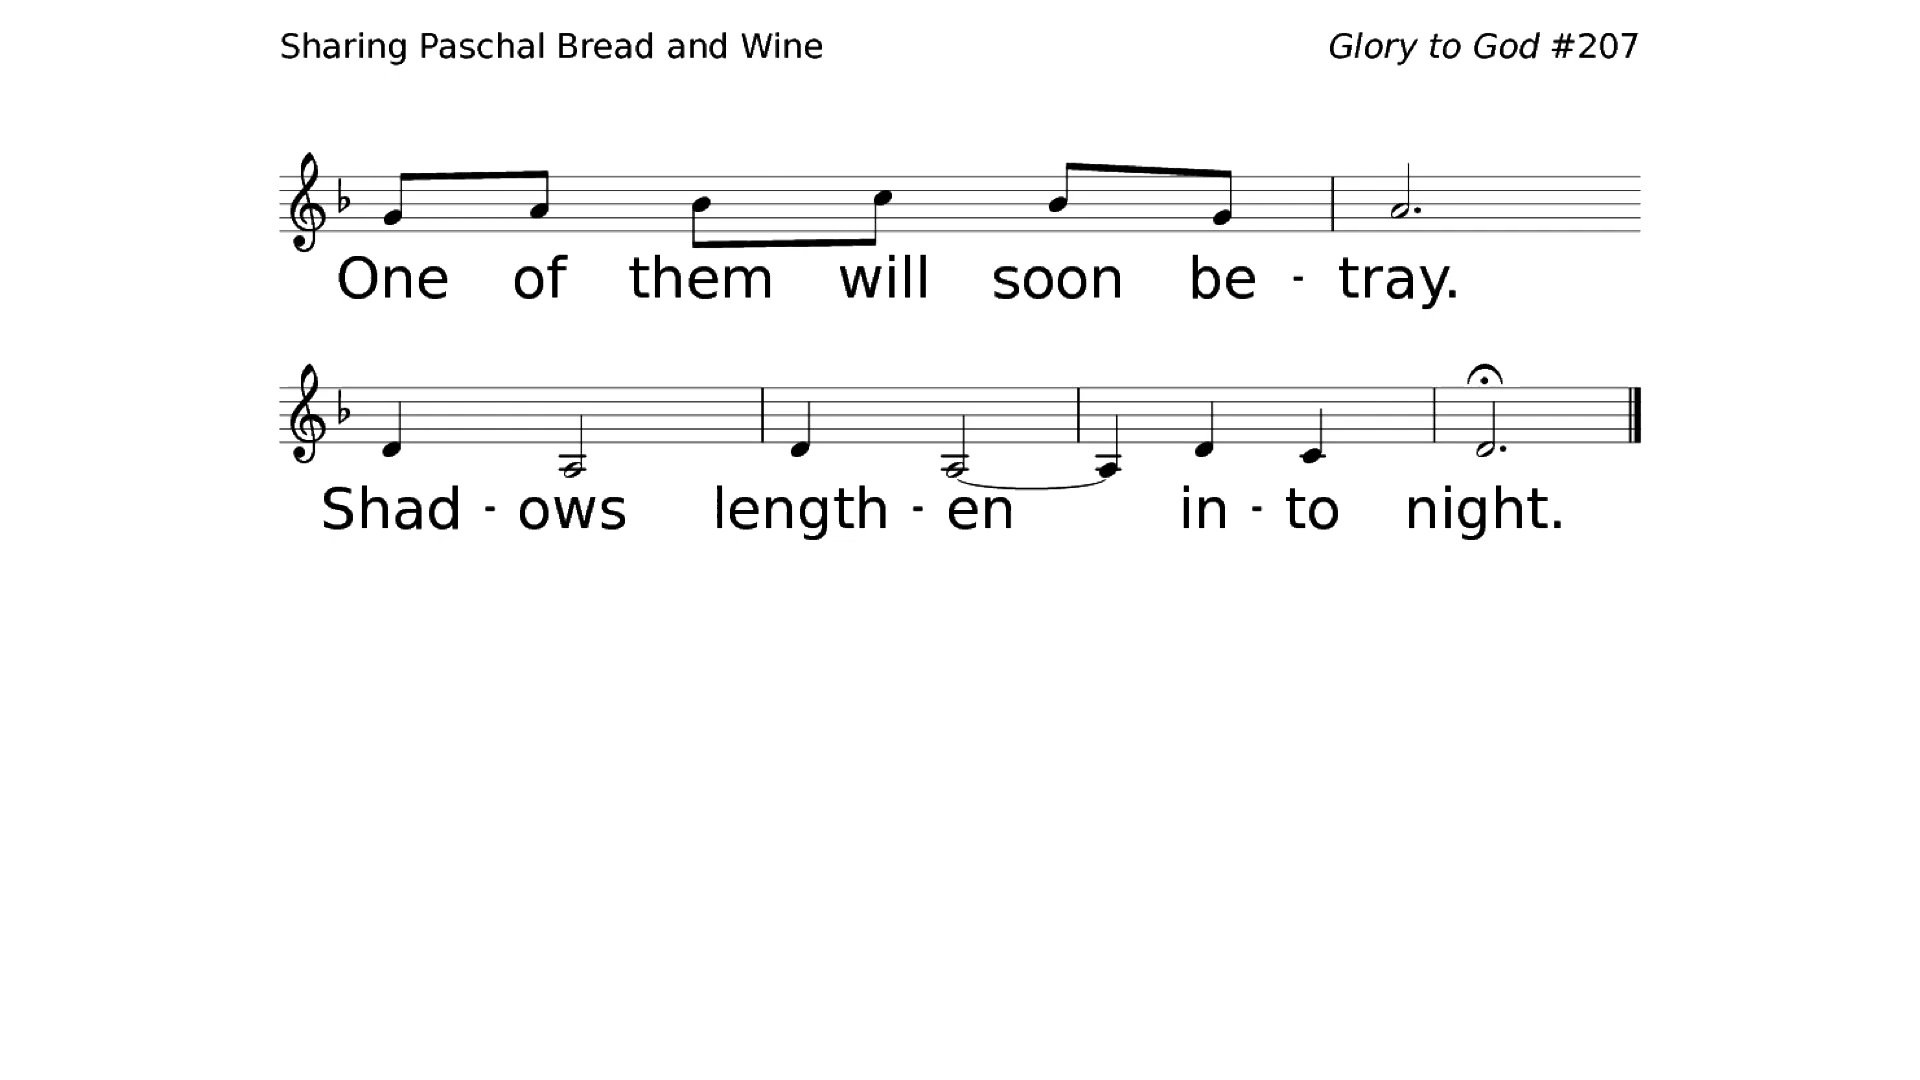 Sharing Paschal Bread and Wine Glory to God #207
One of them will soon be - tray.
Shad - ows length - en in - to night.